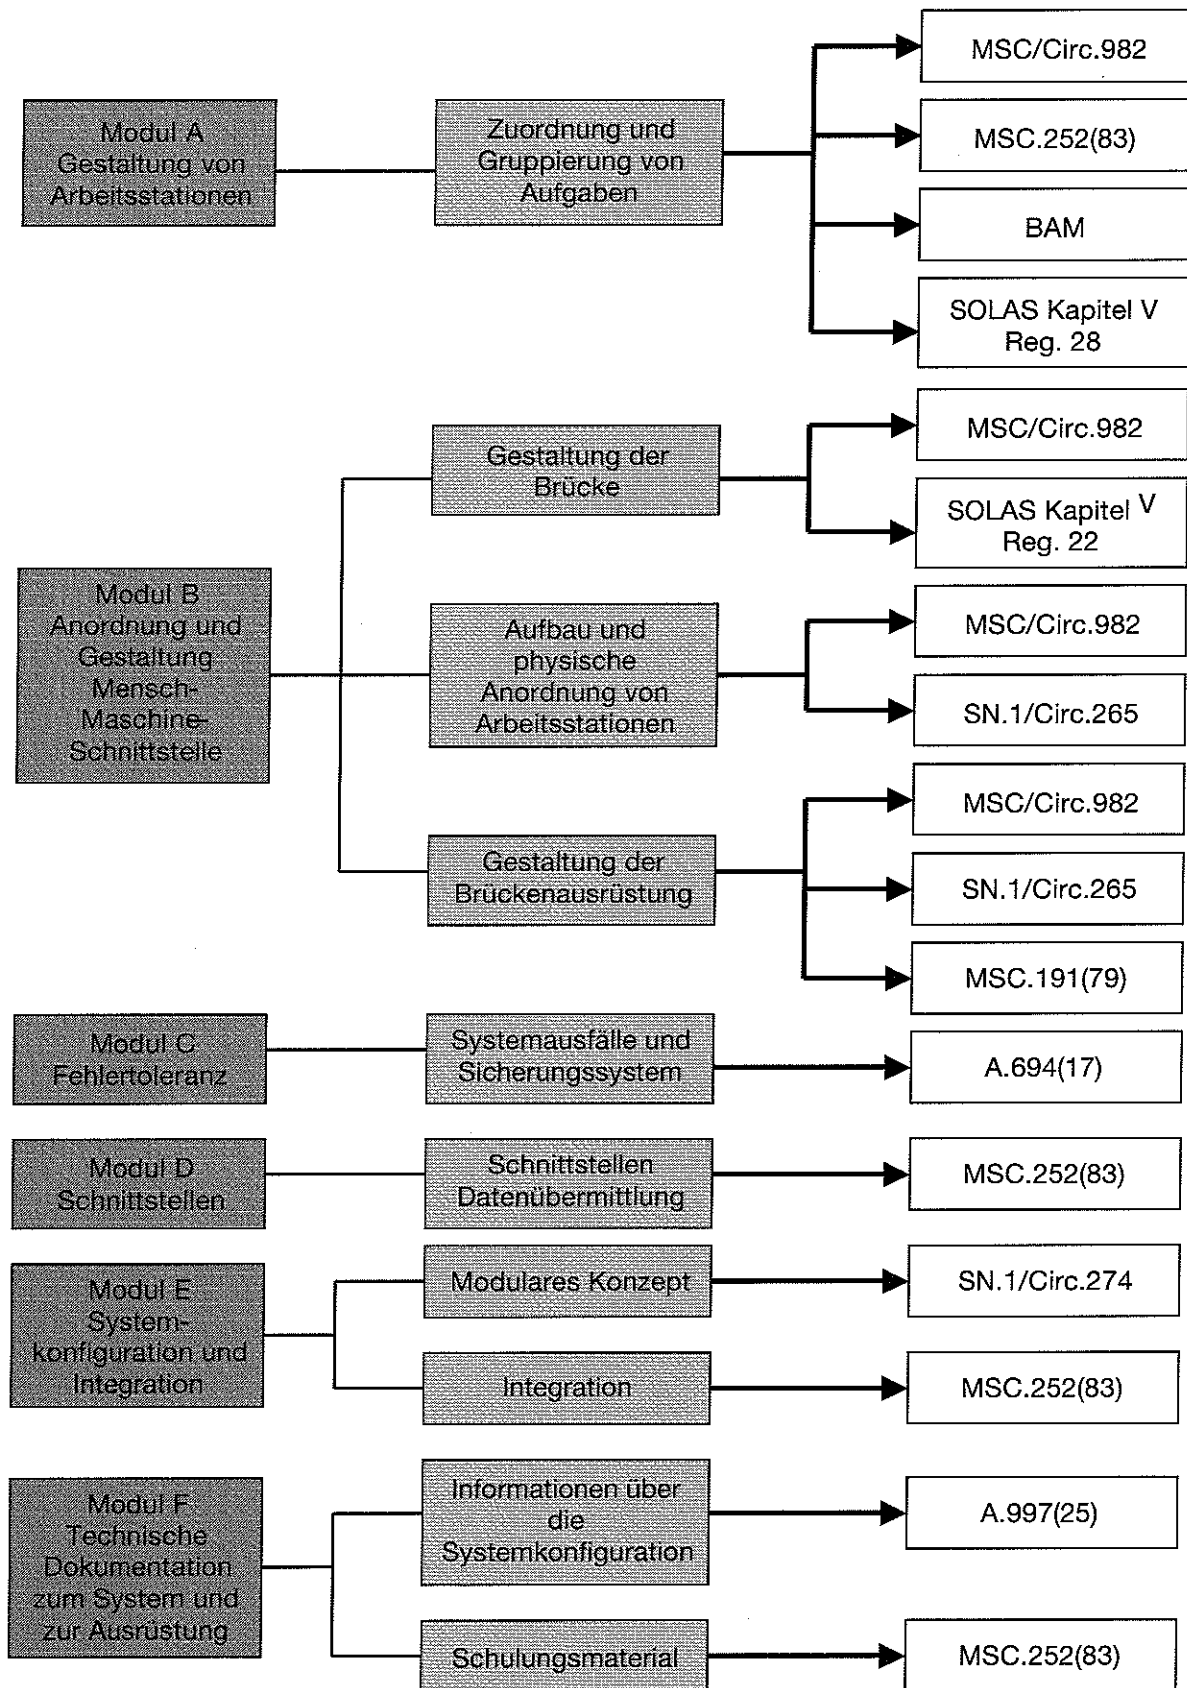 Modul A
Gestaltung von
Arbeitsstationen
Zuordnung und
Gruppierung von
Aufgaben
MSC/Circ.982
MSC.252(83)
BAM
SOLAS Kapitel V
Reg. 28
Modul B
Anordnung und
Gestaltung
Mensch-
Maschine-
Schnittstelle
Gestaltung der
Brücke
MSC/Circ.982
SOLAS Kapitel V
Reg. 22
Aufbau und
physische
Anordnung von
Arbeitsstationen
MSC/Circ.982
SN.1/Circ.265
Gestaltung der
Brückenausrüstung
MSC/Circ.982
SN.1/Circ.265
MSC.191(79)
Modul C
Fehlertoleranz
Systemausfälle und
Sicherungssystem
A.694(17)
Modul D
Schnittstellen
Schnittstellen
Datenübermittlung
MSC.252(83)
Modul E
System-
konfiguration und
Integration
Modulares Konzept
SN.1/Circ.274
Integration
MSC.252(83)
Modul F
Technische
Dokumentation
zum System und
zur Ausrüstung
Informationen über
die
Systemkonfiguration
A.997(25)
Schulungsmaterial
MSC.252(83)